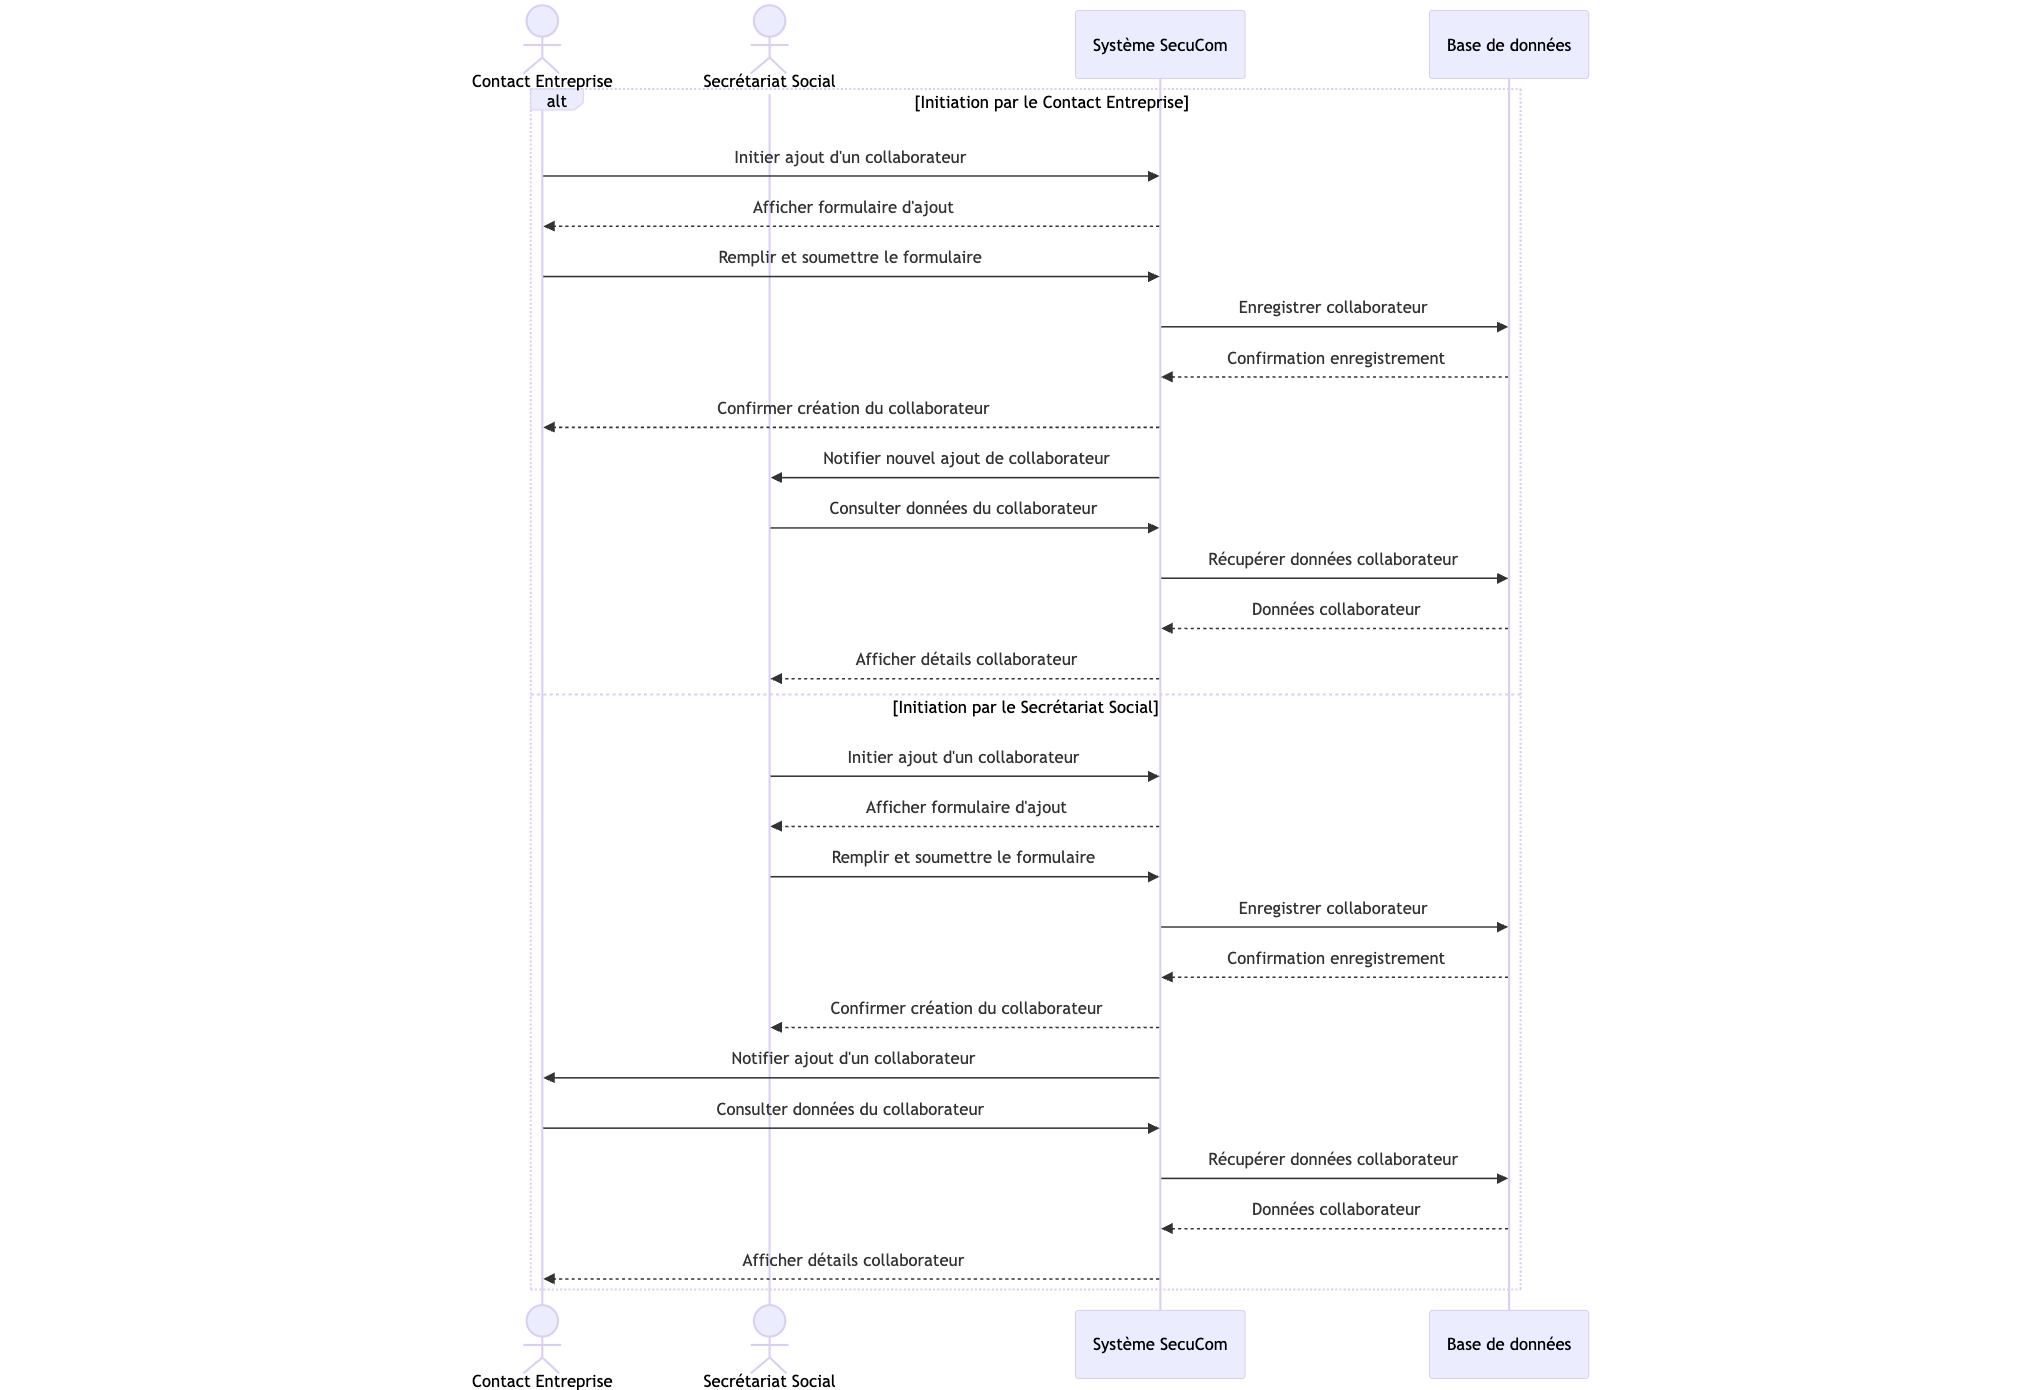 Contact Entreprise
Secrétariat Social
Système SecuCom
Base de données
alt
[Initiation par le Contact Entreprise]
Initier ajout d'un collaborateur
Afficher formulaire d'ajout
Remplir et soumettre le formulaire
Enregistrer collaborateur
Confirmation enregistrement
Confirmer création du collaborateur
Notifier nouvel ajout de collaborateur
Consulter données du collaborateur
Récupérer données collaborateur
Données collaborateur
Afficher détails collaborateur
[Initiation par le Secrétariat Social]
Initier ajout d'un collaborateur
Afficher formulaire d'ajout
Remplir et soumettre le formulaire
Enregistrer collaborateur
Confirmation enregistrement
Confirmer création du collaborateur
Notifier ajout d'un collaborateur
Consulter données du collaborateur
Récupérer données collaborateur
Données collaborateur
Afficher détails collaborateur
Contact Entreprise
Secrétariat Social
Système SecuCom
Base de données